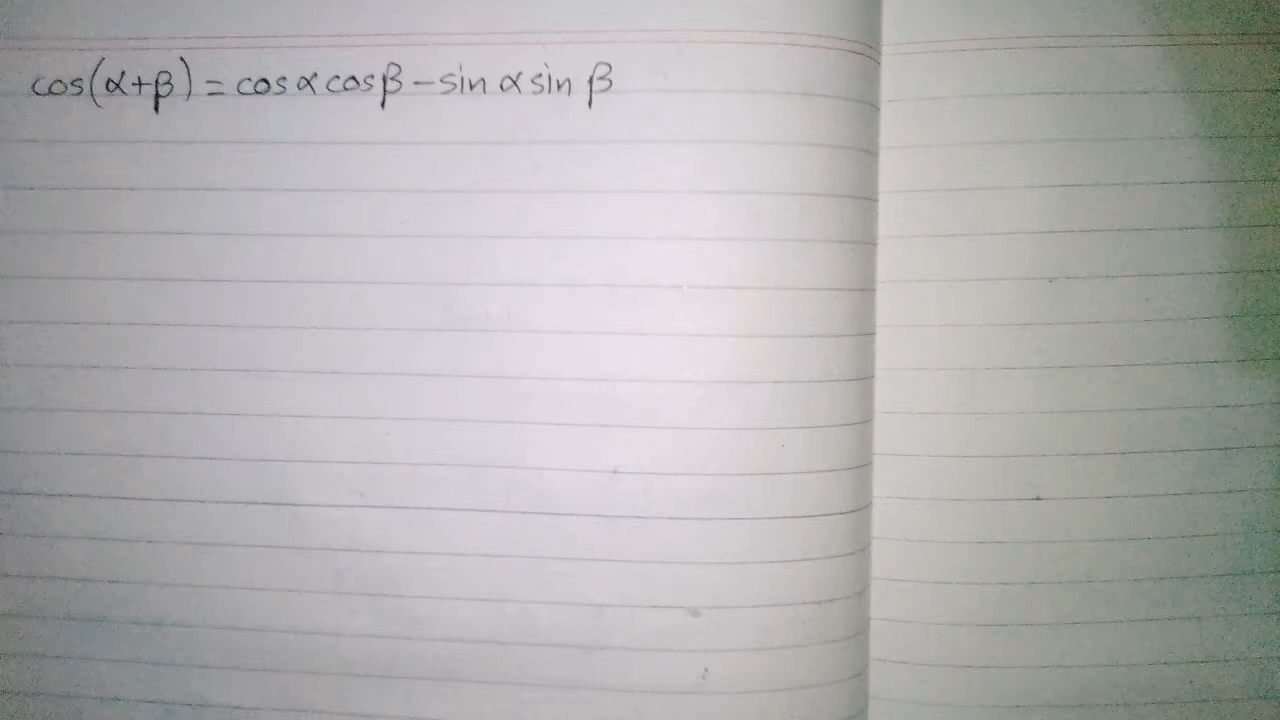 cos(α+β) = cos α cos β − sin α sin β